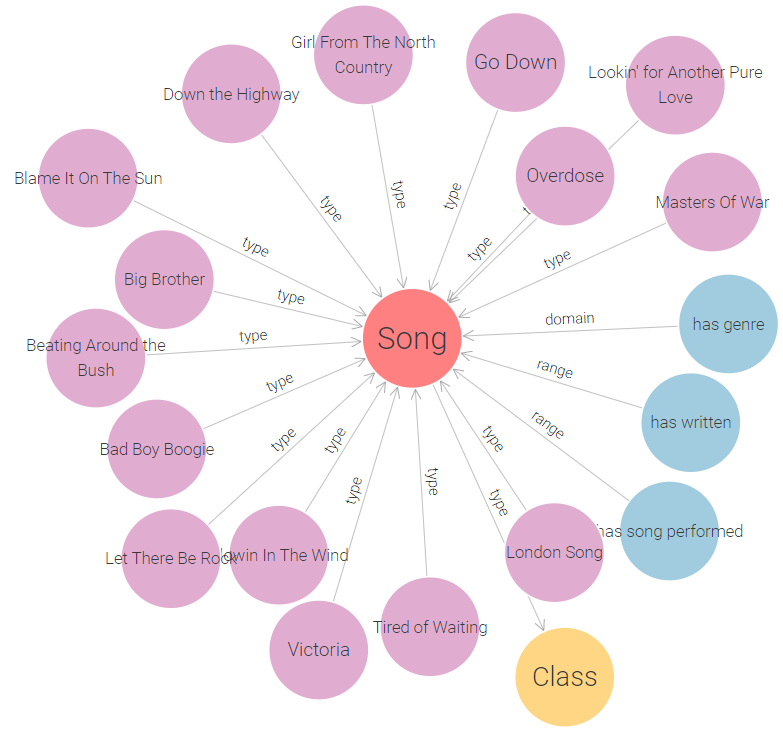 Girl From The North
Country
Go Down
Lookin' for Another Pure
Love
Down the Highway
Overdose
Blame It On The Sun
Masters Of War
type
type
type
type
type
type
type
Big Brother
type
has genre
domain
Song
Beating Around the
Bush
type
range
type
has written
range
Bad Boy Boogie
type
type
type
type
type
type
has song performed
Let There Be Rock
owin In The Wind
London Song
Victoria
Tired of Waiting
Class